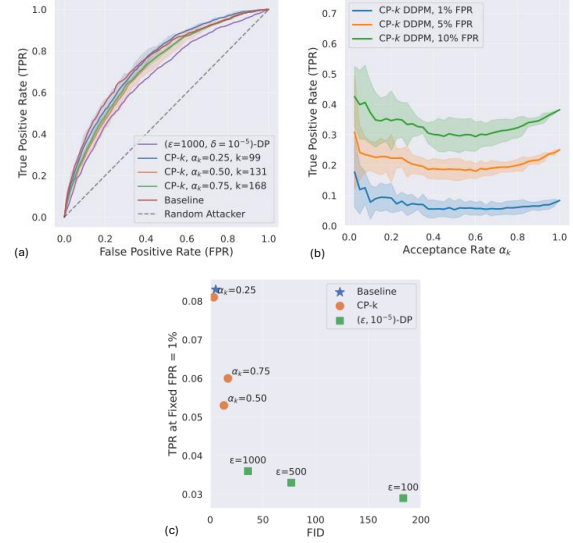 True Positive Rate (TPR)
1.0
0.8
0.6
0.4
0.2
0.0
(ε=1000, δ = 10⁻⁵)-DP
CP-k, αₖ=0.25, k=99
CP-k, αₖ=0.50, k=131
CP-k, αₖ=0.75, k=168
Baseline
Random Attacker
0.0 0.2 0.4 0.6 0.8 1.0
False Positive Rate (FPR)
(a)
True Positive Rate (TPR)
1.0
0.8
0.7
0.6
0.5
0.4
0.3
0.2
0.1
0.0
CP-k DDPM, 1% FPR
CP-k DDPM, 5% FPR
CP-k DDPM, 10% FPR
0.0 0.2 0.4 0.6 0.8 1.0
Acceptance Rate αₖ
(b)
TPR at Fixed FPR = 1%
0.08
0.07
0.06
0.05
0.04
0.03
Baseline
CP-k
(ε, 10⁻⁵)-DP
αₖ=0.25
αₖ=0.75
αₖ=0.50
ε=1000
ε=500
ε=100
0 50 100 150 200
FID
(c)